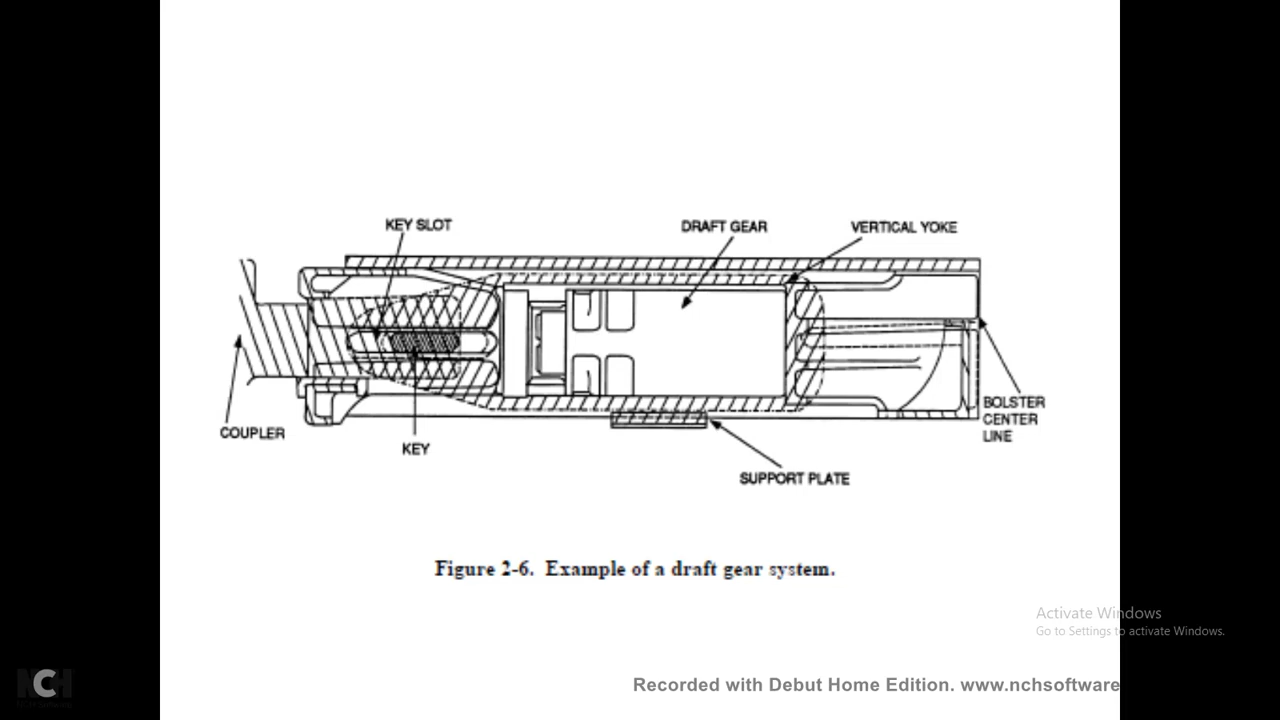 KEY SLOT
DRAFT GEAR
VERTICAL YOKE
COUPLER
KEY
BOLSTER
CENTER
LINE
SUPPORT PLATE
Figure 2-6. Example of a draft gear system.
Activate Windows
Go to Settings to activate Windows.
NCH
Recorded with Debut Home Edition. www.nchsoftware